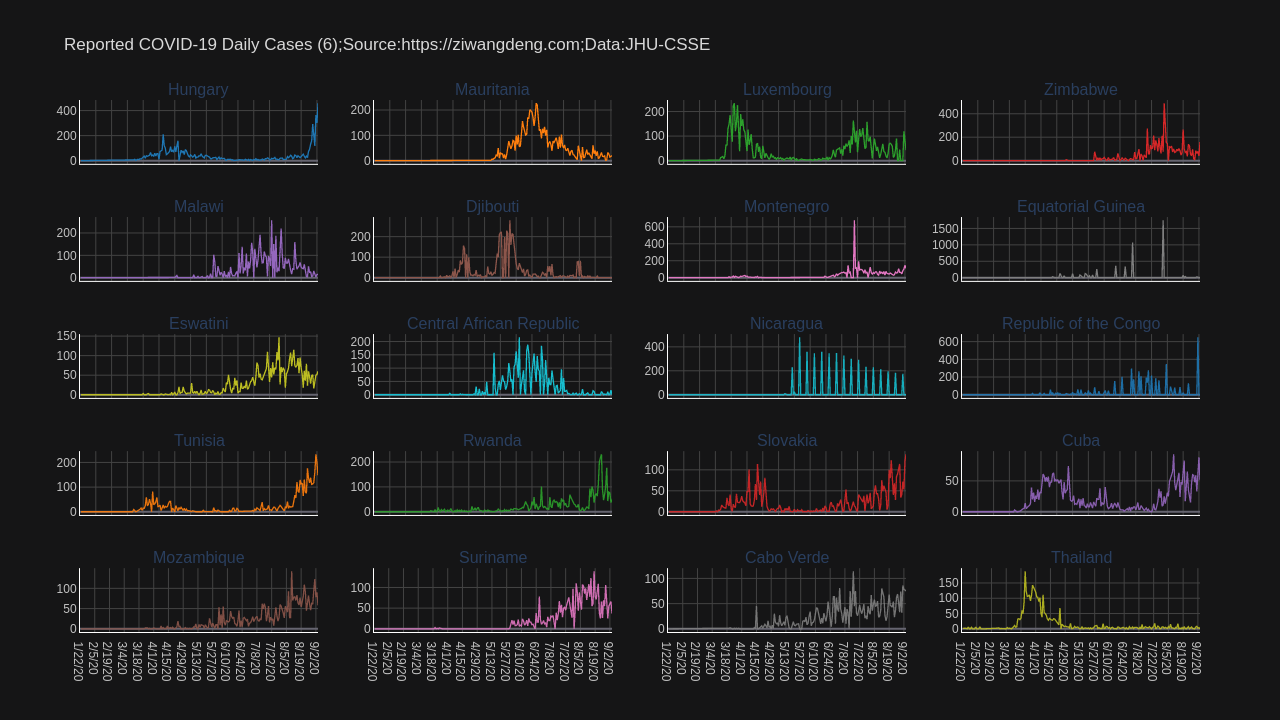 Reported COVID-19 Daily Cases (6);Source:https://ziwangdeng.com;Data:JHU-CSSE
Hungary Mauritania Luxembourg Zimbabwe
400 200 0
200 100 0
200 100 0
400 200 0
Malawi Djibouti Montenegro Equatorial Guinea
200 100 0
200 100 0
600 400 200 0
1500 1000 500 0
Eswatini Central African Republic Nicaragua Republic of the Congo
150 100 50 0
200 150 100 50 0
400 200 0
600 400 200 0
Tunisia Rwanda Slovakia Cuba
200 100 0
200 100 0
100 50 0
50 0
Mozambique Suriname Cabo Verde Thailand
100 50 0
100 50 0
100 50 0
150 100 50 0
1/22/20 2/5/20 2/19/20 3/4/20 3/18/20 4/1/20 4/15/20 4/29/20 5/13/20 5/27/20 6/10/20 6/24/20 7/8/20 7/22/20 8/5/20 8/19/20 9/2/20
1/22/20 2/5/20 2/19/20 3/4/20 3/18/20 4/1/20 4/15/20 4/29/20 5/13/20 5/27/20 6/10/20 6/24/20 7/8/20 7/22/20 8/5/20 8/19/20 9/2/20
1/22/20 2/5/20 2/19/20 3/4/20 3/18/20 4/1/20 4/15/20 4/29/20 5/13/20 5/27/20 6/10/20 6/24/20 7/8/20 7/22/20 8/5/20 8/19/20 9/2/20
1/22/20 2/5/20 2/19/20 3/4/20 3/18/20 4/1/20 4/15/20 4/29/20 5/13/20 5/27/20 6/10/20 6/24/20 7/8/20 7/22/20 8/5/20 8/19/20 9/2/20